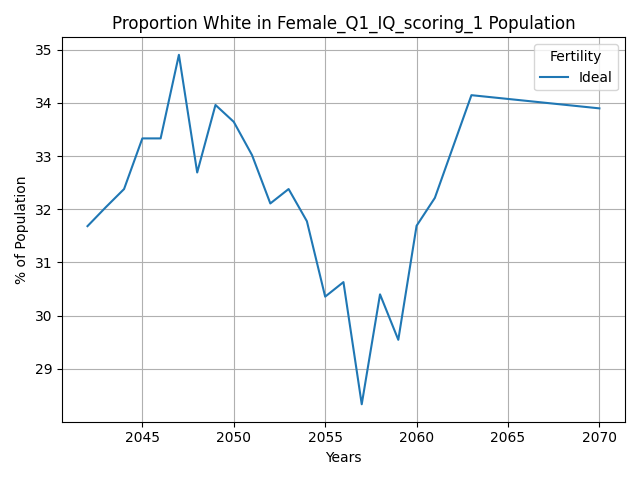 Proportion White in Female_Q1_IQ_scoring_1 Population
Fertility
Ideal
% of Population
35
34
33
32
31
30
29
2045 2050 2055 2060 2065 2070
Years